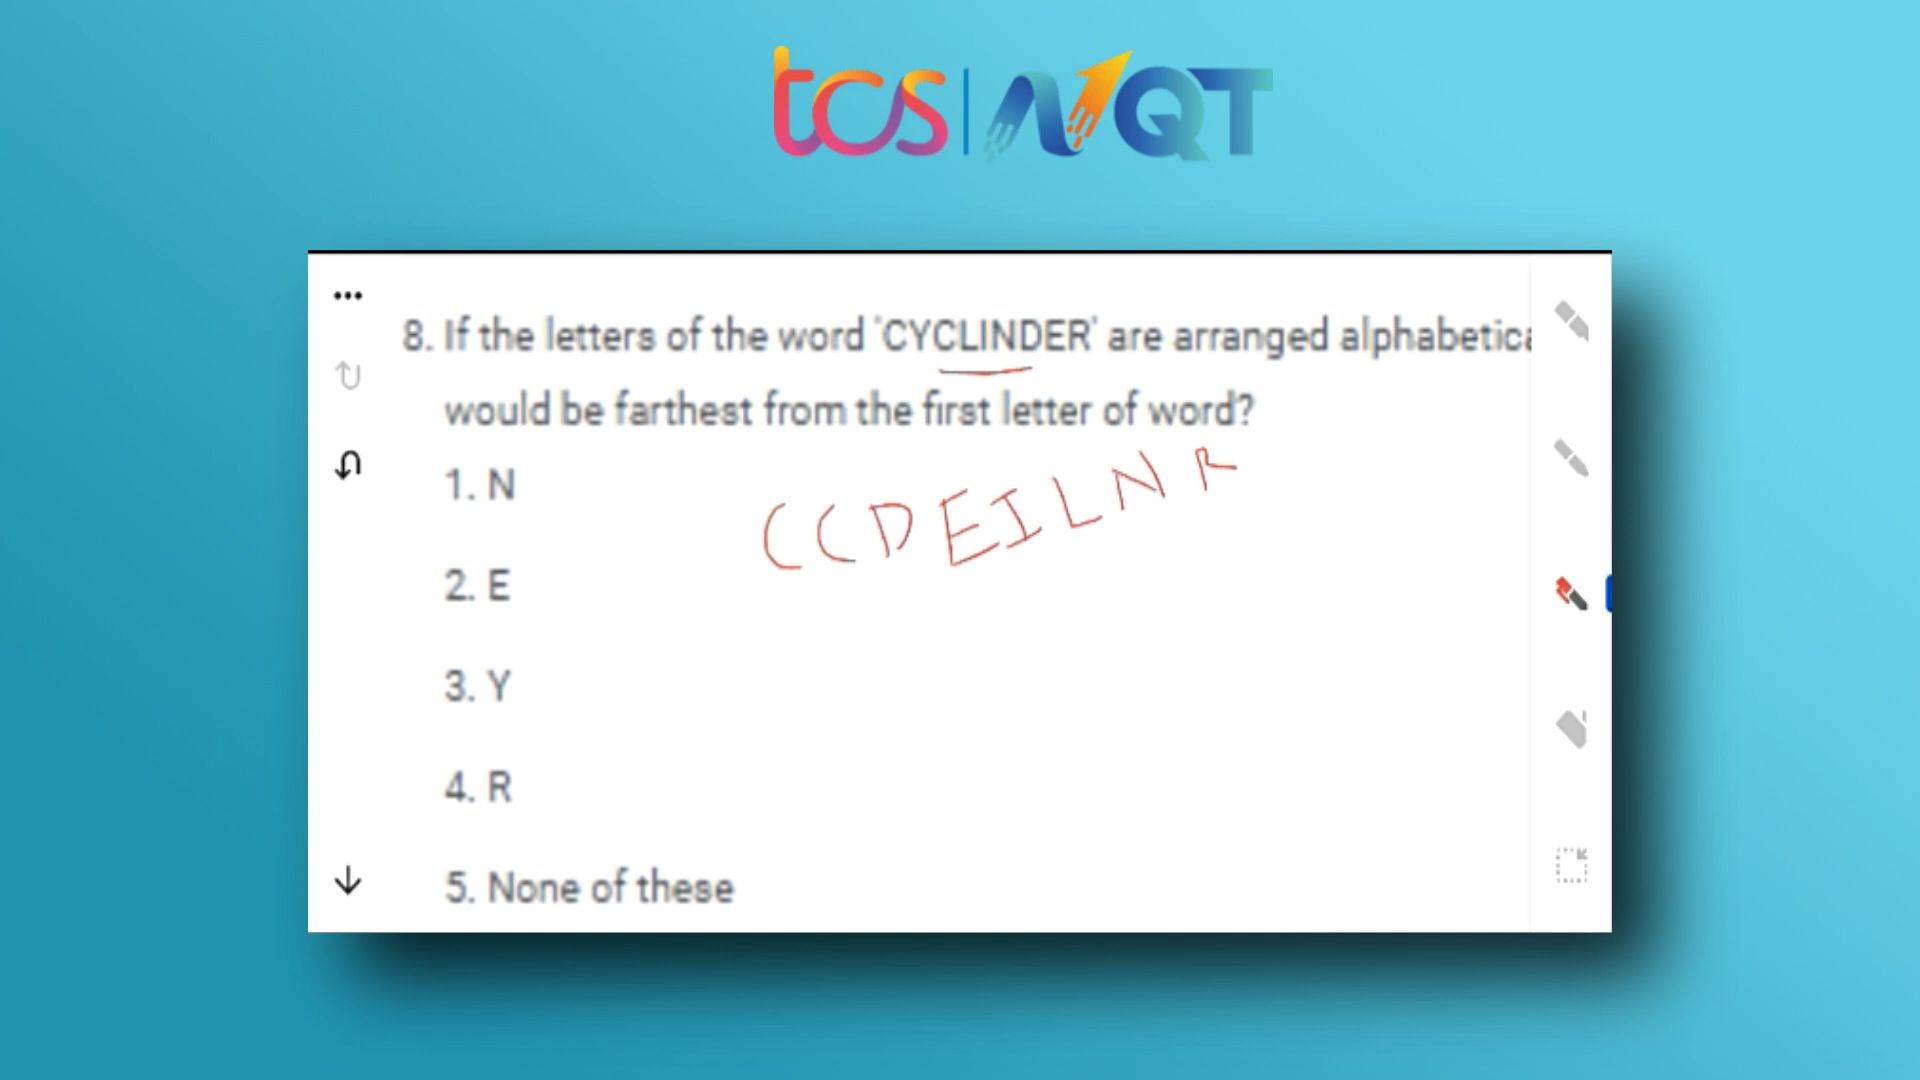 tcs | NQT
8. If the letters of the word 'CYCLINDER' are arranged alphabetica
would be farthest from the first letter of word?
1. N
CCDEILNR
2. E
3. Y
4. R
5. None of these